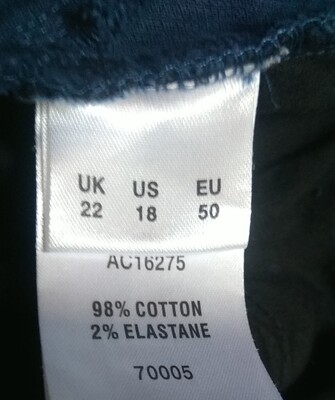 UK US EU
22 18 50
AC16275
98% COTTON
2% ELASTANE
70005